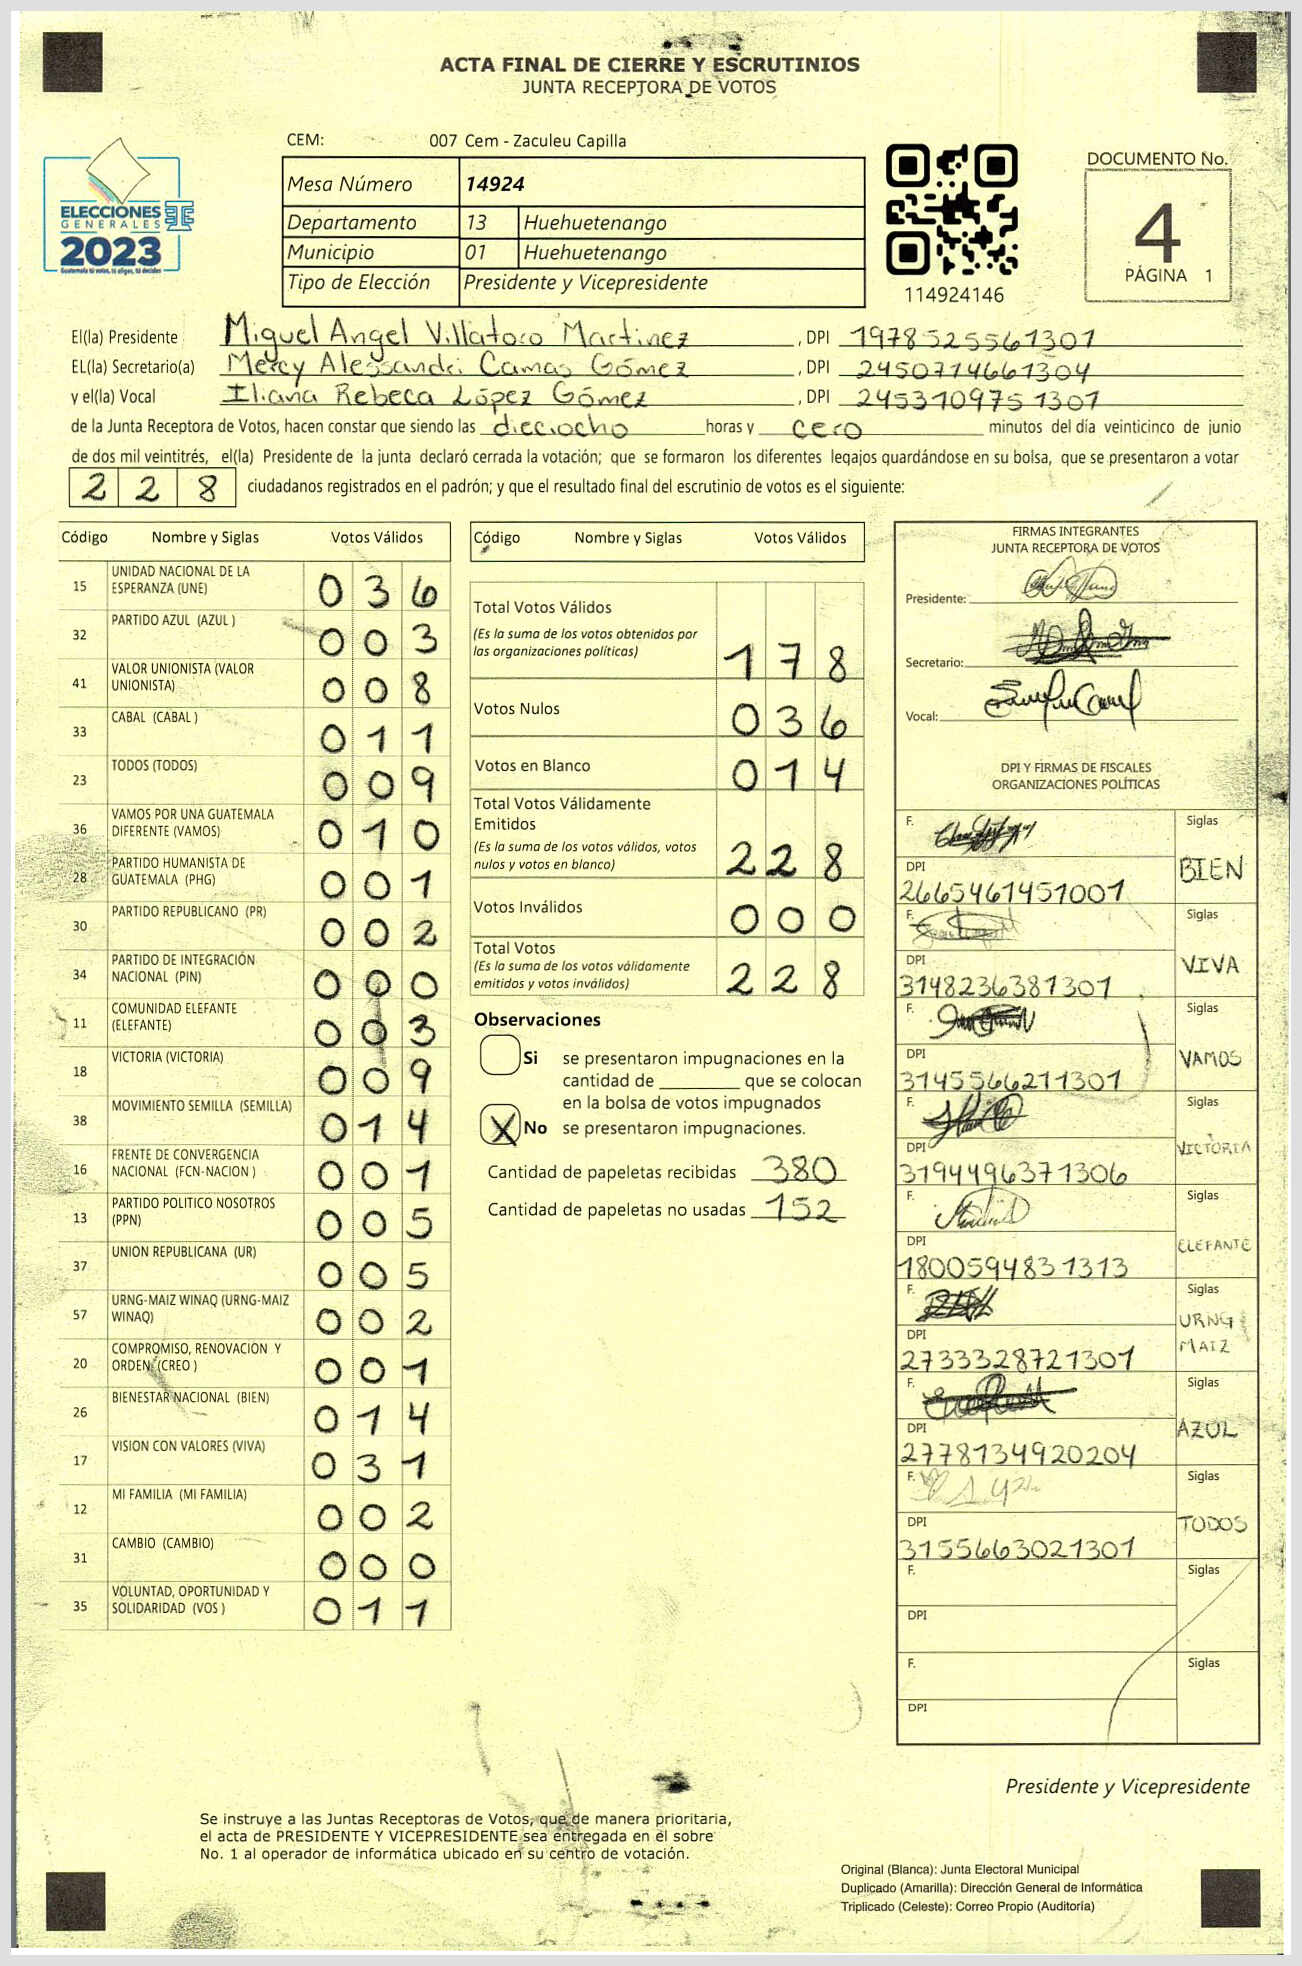 ACTA FINAL DE CIERRE Y ESCRUTINIOS
JUNTA RECEPTORA DE VOTOS
CEM: 007 Cem - Zaculeu Capilla
Mesa Número 14924
Departamento 13 Huehuetenango
Municipio 01 Huehuetenango
Tipo de Elección Presidente y Vicepresidente
ELECCIONES
GENERALES
2023
Guatemala tú votas, tú eliges, tú decides
114924146
DOCUMENTO No.
4
PÁGINA 1
El(la) Presidente Miguel Angel Villatoro Martinez, DPI 1978525561301
EL(la) Secretario(a) Mercy Alessandri Camas Gómez, DPI 2450714661304
y el(la) Vocal Iliana Rebeca López Gómez, DPI 2453109751301
de la Junta Receptora de Votos, hacen constar que siendo las dieciocho horas y cero minutos del día veinticinco de junio
de dos mil veintitrés, el(la) Presidente de la junta declaró cerrada la votación; que se formaron los diferentes legajos guardándose en su bolsa, que se presentaron a votar
228 ciudadanos registrados en el padrón; y que el resultado final del escrutinio de votos es el siguiente:
Código Nombre y Siglas Votos Válidos
15 UNIDAD NACIONAL DE LA ESPERANZA (UNE) 036
32 PARTIDO AZUL (AZUL ) 003
41 VALOR UNIONISTA (VALOR UNIONISTA) 008
33 CABAL (CABAL ) 011
23 TODOS (TODOS) 009
36 VAMOS POR UNA GUATEMALA DIFERENTE (VAMOS) 010
28 PARTIDO HUMANISTA DE GUATEMALA (PHG) 001
30 PARTIDO REPUBLICANO (PR) 002
34 PARTIDO DE INTEGRACIÓN NACIONAL (PIN) 000
11 COMUNIDAD ELEFANTE (ELEFANTE) 003
18 VICTORIA (VICTORIA) 009
38 MOVIMIENTO SEMILLA (SEMILLA) 014
16 FRENTE DE CONVERGENCIA NACIONAL (FCN-NACION ) 001
13 PARTIDO POLITICO NOSOTROS (PPN) 005
37 UNION REPUBLICANA (UR) 005
57 URNG-MAIZ WINAQ (URNG-MAIZ WINAQ) 002
20 COMPROMISO, RENOVACION Y ORDEN (CREO ) 001
26 BIENESTAR NACIONAL (BIEN) 014
17 VISION CON VALORES (VIVA) 031
12 MI FAMILIA (MI FAMILIA) 002
31 CAMBIO (CAMBIO) 000
35 VOLUNTAD, OPORTUNIDAD Y SOLIDARIDAD (VOS ) 011
Código Nombre y Siglas Votos Válidos
Total Votos Válidos
(Es la suma de los votos obtenidos por
las organizaciones políticas) 178
Votos Nulos 036
Votos en Blanco 014
Total Votos Válidamente
Emitidos
(Es la suma de los votos válidos, votos
nulos y votos en blanco) 228
Votos Inválidos 000
Total Votos
(Es la suma de los votos válidamente
emitidos y votos inválidos) 228
Observaciones
Si se presentaron impugnaciones en la
cantidad de ________ que se colocan
en la bolsa de votos impugnados
X No se presentaron impugnaciones.
Cantidad de papeletas recibidas 380
Cantidad de papeletas no usadas 152
FIRMAS INTEGRANTES
JUNTA RECEPTORA DE VOTOS
Presidente:
Secretario:
Vocal:
DPI Y FIRMAS DE FISCALES
ORGANIZACIONES POLÍTICAS
F. Siglas
DPI BIEN
2665461451001
F. Siglas
DPI VIVA
3148236381301
F. Siglas
DPI VAMOS
3145566211301
F. Siglas
DPI VICTORIA
3194496371306
F. Siglas
DPI ELEFANTE
1800594831313
F. Siglas
DPI URNG MAIZ
2733328721301
F. Siglas
DPI AZUL
2778134920204
F. Siglas
DPI TODOS
3155663021301
F. Siglas
DPI
F. Siglas
DPI
Presidente y Vicepresidente
Se instruye a las Juntas Receptoras de Votos, que de manera prioritaria,
el acta de PRESIDENTE Y VICEPRESIDENTE sea entregada en el sobre
No. 1 al operador de informática ubicado en su centro de votación.
Original (Blanca): Junta Electoral Municipal
Duplicado (Amarilla): Dirección General de Informática
Triplicado (Celeste): Correo Propio (Auditoría)